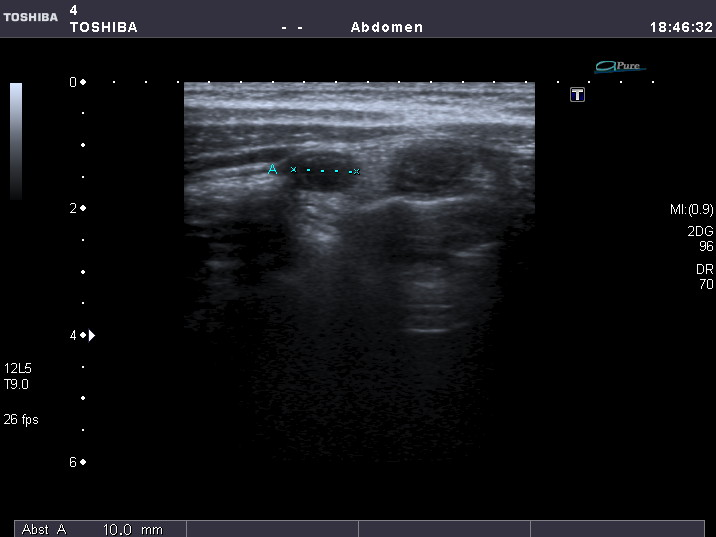 TOSHIBA
4
TOSHIBA
- -
Abdomen
18:46:32
aPure
T
0
2
4
6
A
MI:(0.9)
2DG
96
DR
70
12L5
T9.0
26 fps
Abst A 10.0 mm